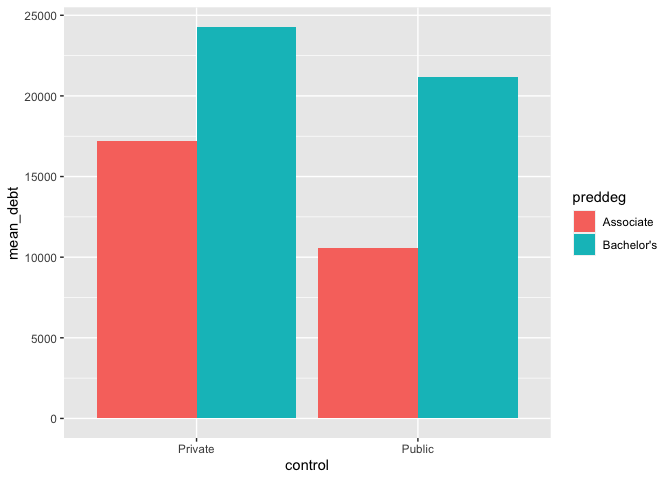 25000
20000
15000
10000
5000
0
mean_debt
Private Public
control
preddeg
Associate
Bachelor's